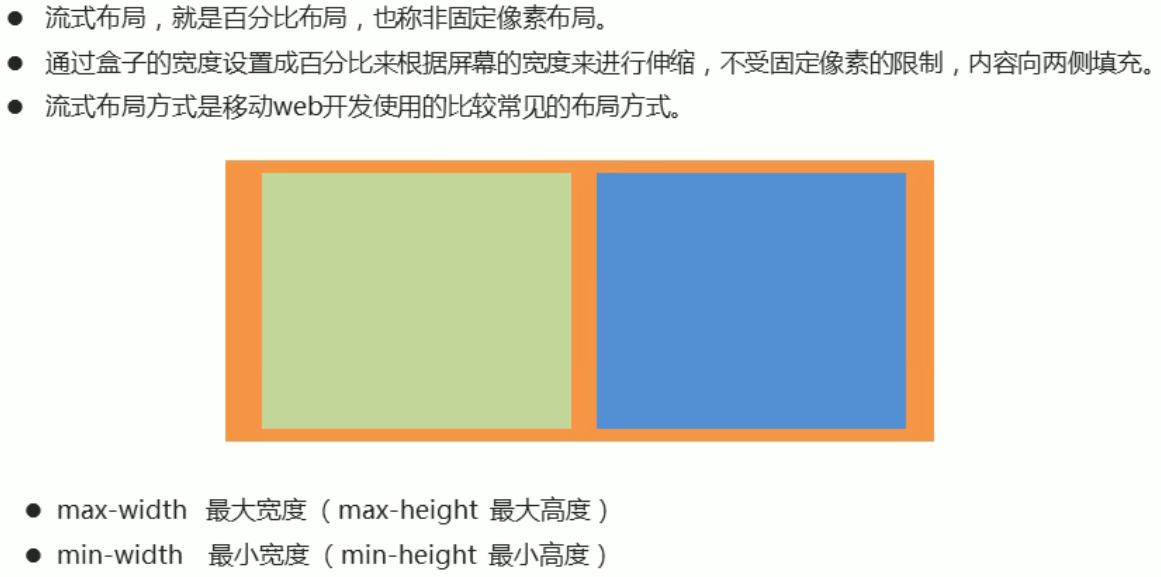 ● 流式布局，就是百分比布局，也称非固定像素布局。
● 通过盒子的宽度设置成百分比来根据屏幕的宽度来进行伸缩，不受固定像素的限制，内容向两侧填充。
● 流式布局方式是移动web开发使用的比较常见的布局方式。
● max-width 最大宽度（max-height 最大高度）
● min-width 最小宽度（min-height 最小高度）